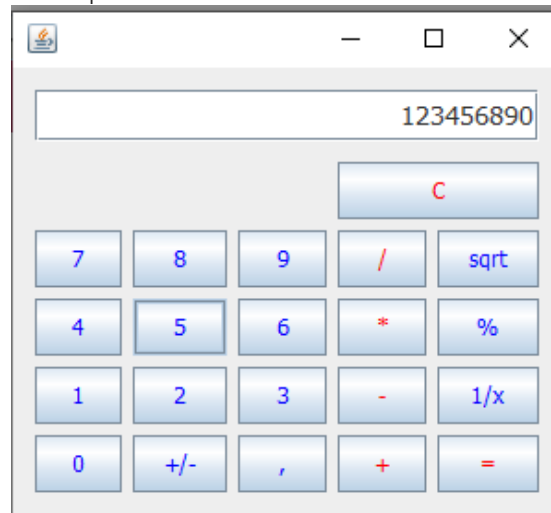 123456890
C
7 8 9 / sqrt
4 5 6 * %
1 2 3 - 1/x
0 +/- , + =